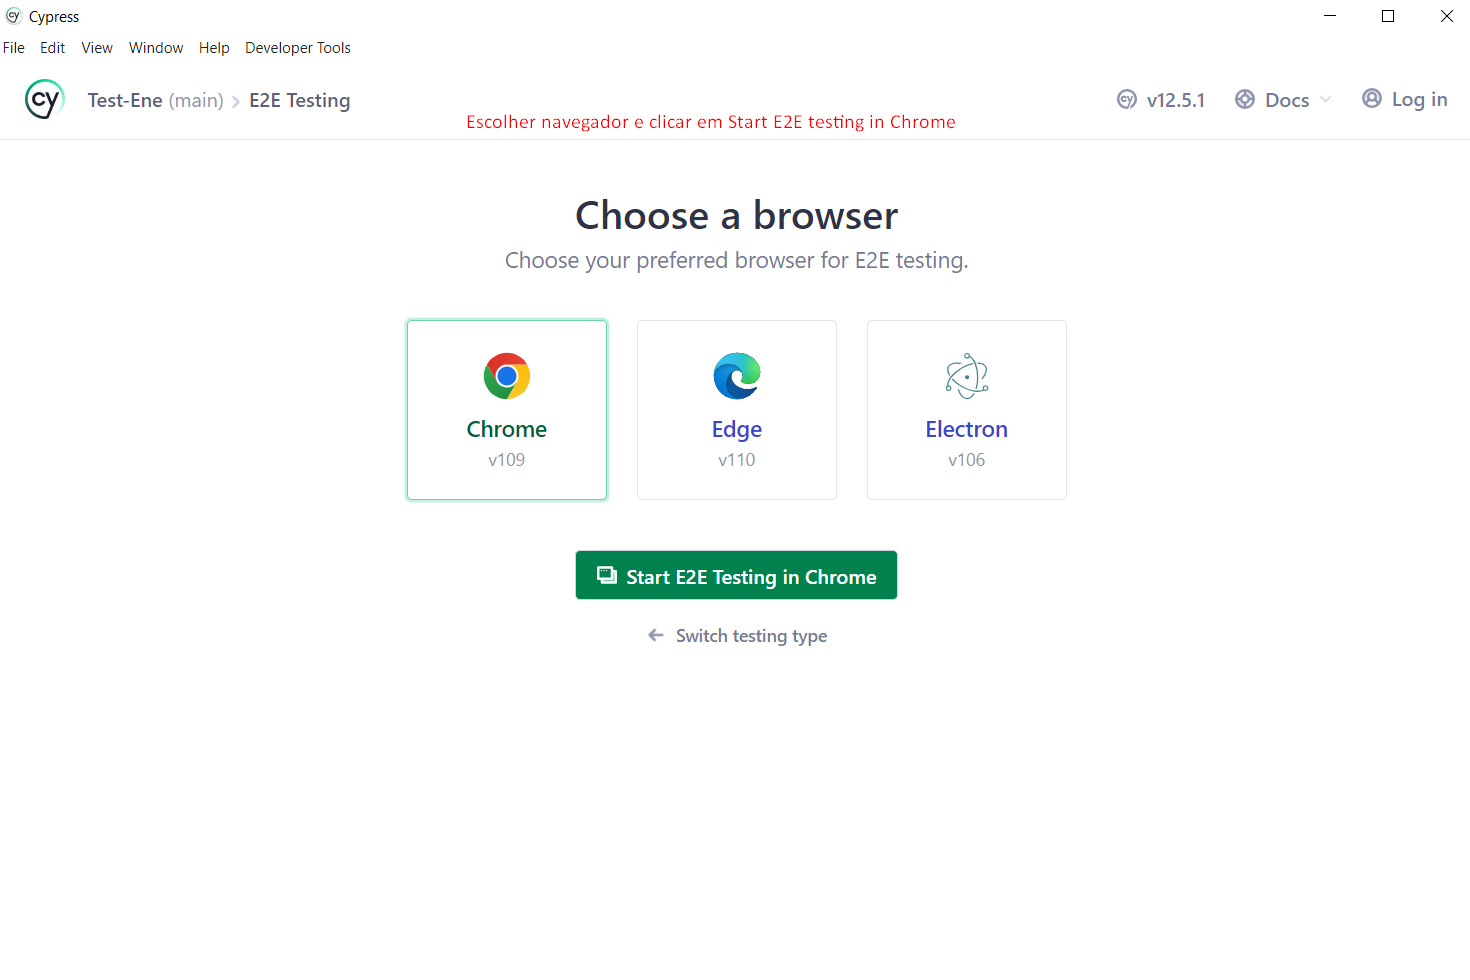 Cypress
File Edit View Window Help Developer Tools
cy Test-Ene (main) > E2E Testing
cy v12.5.1 Docs Log in
Escolher navegador e clicar em Start E2E testing in Chrome
Choose a browser
Choose your preferred browser for E2E testing.
Chrome
v109
Edge
v110
Electron
v106
Start E2E Testing in Chrome
← Switch testing type